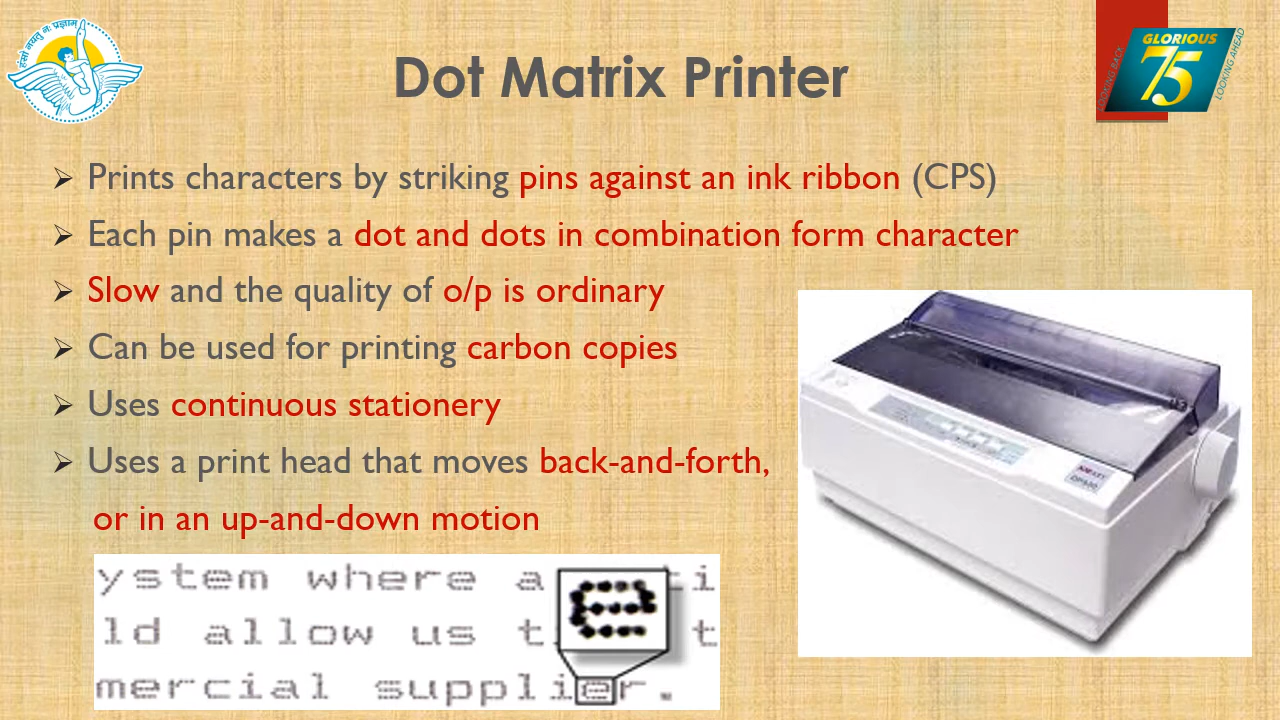 हंसो नयतु नः प्रज्ञाम्
GLORIOUS
75
LOOKING BACK
LOOKING AHEAD
Dot Matrix Printer
➢ Prints characters by striking pins against an ink ribbon (CPS)
➢ Each pin makes a dot and dots in combination form character
➢ Slow and the quality of o/p is ordinary
➢ Can be used for printing carbon copies
➢ Uses continuous stationery
➢ Uses a print head that moves back-and-forth,
or in an up-and-down motion
ystem where a ti
ld allow us t t
mercial supplier.
e